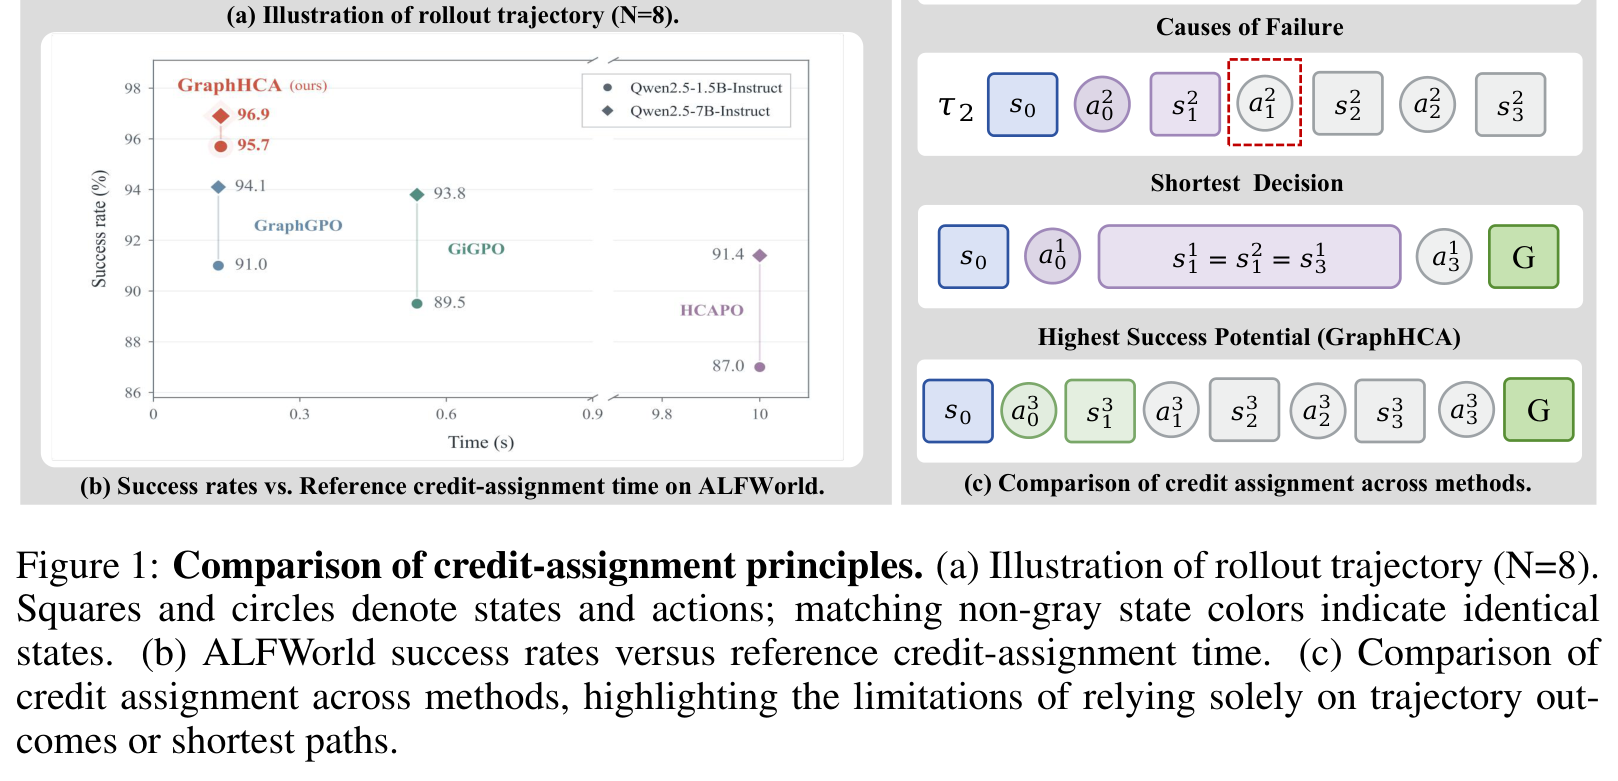 (a) Illustration of rollout trajectory (N=8).
GraphHCA (ours)
96.9
95.7
94.1
GraphGPO
91.0
93.8
GiGPO
89.5
91.4
HCAPO
87.0
Qwen2.5-1.5B-Instruct
Qwen2.5-7B-Instruct
Success rate (%)
98
96
94
92
90
88
86
0 0.3 0.6 0.9 9.8 10
Time (s)
(b) Success rates vs. Reference credit-assignment time on ALFWorld.
Causes of Failure
τ₂ s₀ a₀² s₁² a₁² s₂² a₂² s₃²
Shortest Decision
s₀ a₀¹ s₁¹ = s₁² = s₃¹ a₃¹ G
Highest Success Potential (GraphHCA)
s₀ a₀³ s₁³ a₁³ s₂³ a₂³ s₃³ a₃³ G
(c) Comparison of credit assignment across methods.
Figure 1: Comparison of credit-assignment principles. (a) Illustration of rollout trajectory (N=8).
Squares and circles denote states and actions; matching non-gray state colors indicate identical
states. (b) ALFWorld success rates versus reference credit-assignment time. (c) Comparison of
credit assignment across methods, highlighting the limitations of relying solely on trajectory out-
comes or shortest paths.